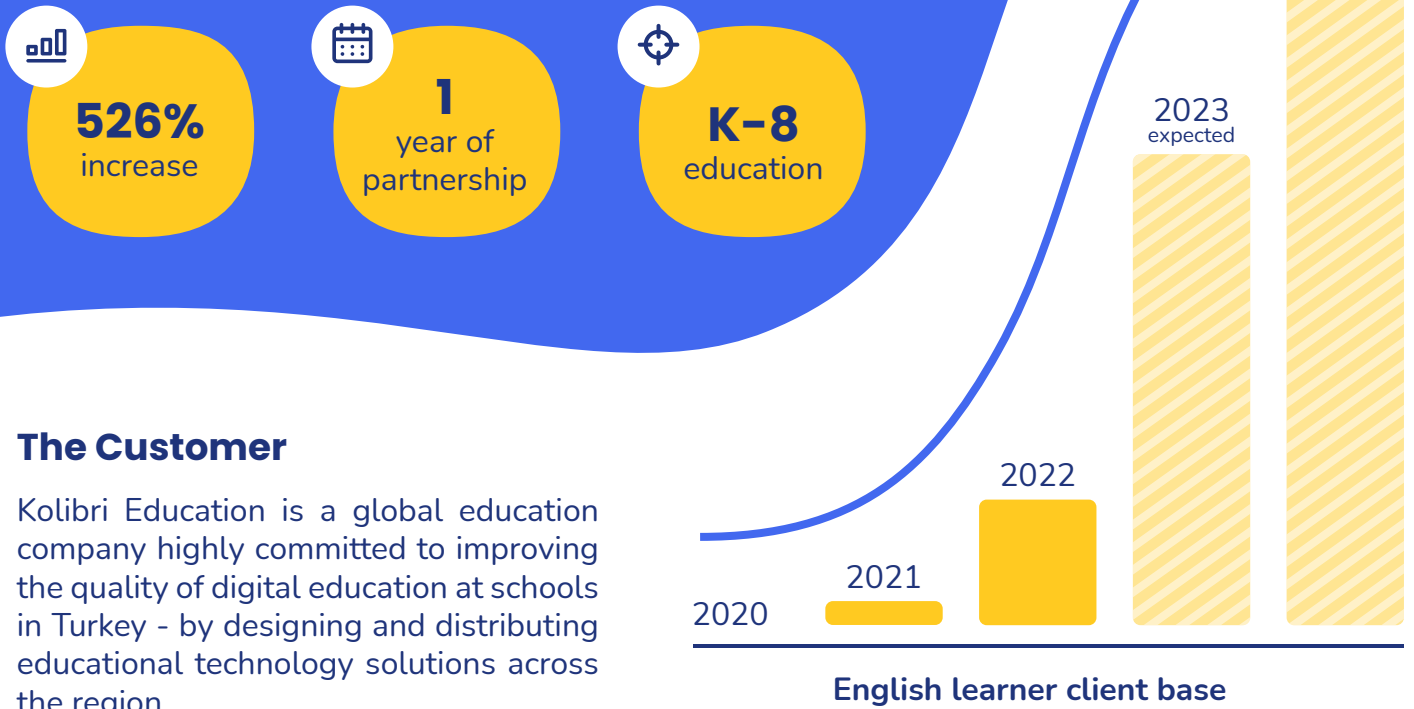 526%
increase
1
year of
partnership
K-8
education
The Customer
Kolibri Education is a global education
company highly committed to improving
the quality of digital education at schools
in Turkey - by designing and distributing
educational technology solutions across
the region.
2020
2021
2022
2023
expected
English learner client base